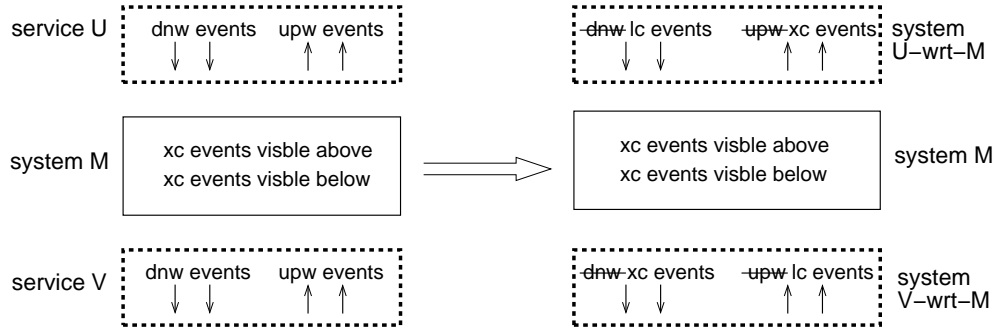 service U
dnw events upw events
dnw lc events upw xc events
system
U-wrt-M
system M
xc events visble above
xc events visble below
xc events visble above
xc events visble below
system M
service V
dnw events upw events
dnw xc events upw lc events
system
V-wrt-M